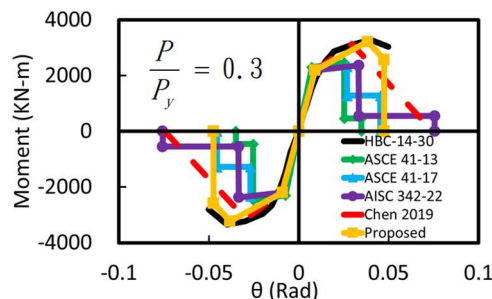 4000
2000
0
-2000
-4000
Moment (KN-m)
P
Py = 0.3
HBC-14-30
ASCE 41-13
ASCE 41-17
AISC 342-22
Chen 2019
Proposed
-0.1
-0.05
0
0.05
0.1
θ (Rad)